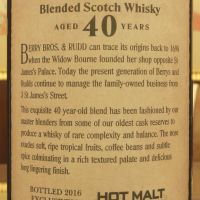 Blended Scotch Whisky
AGED 40 YEARS
BERRY BROS. & RUDD can trace its origins back to 1698
when the Widow Bourne founded her shop opposite St
James's Palace. Today the present generation of Berrys and
Rudds continue to manage the family-owned business from
3 St James's Street.
This exquisite 40 year-old blend has been fashioned by our
master blenders from some of our oldest cask reserves to
produce a whisky of rare complexity and balance. The nose
exudes soft, ripe tropical fruits, coffee beans and subtle
spice culminating in a rich textured palate and delicious
long lingering finish.
BOTTLED 2016
HOT MALT